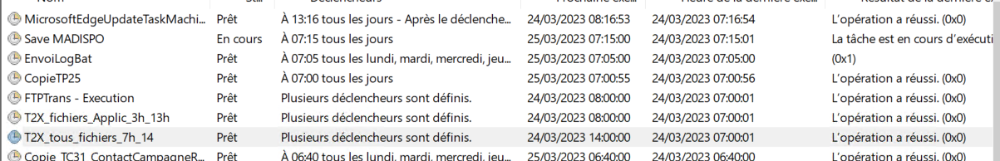 Nom St... Déclencheurs Prochaine exé... Heure de la dernière exé... Résultat de la dernière ex
MicrosoftEdgeUpdateTaskMachi... Prêt À 13:16 tous les jours - Après le déclenche... 24/03/2023 08:16:53 24/03/2023 07:16:54 L'opération a réussi. (0x0)
Save MADISPO En cours À 07:15 tous les jours 25/03/2023 07:15:00 24/03/2023 07:15:01 La tâche est en cours d'exécuti
EnvoiLogBat Prêt À 07:05 tous les lundi, mardi, mercredi, jeu... 25/03/2023 07:05:00 24/03/2023 07:05:00 (0x1)
CopieTP25 Prêt À 07:00 tous les jours 25/03/2023 07:00:55 24/03/2023 07:00:56 L'opération a réussi. (0x0)
FTPTrans - Execution Prêt Plusieurs déclencheurs sont définis. 24/03/2023 08:00:00 24/03/2023 07:00:01 L'opération a réussi. (0x0)
T2X_fichiers_Applic_3h_13h Prêt Plusieurs déclencheurs sont définis. 24/03/2023 08:00:00 24/03/2023 07:00:01 L'opération a réussi. (0x0)
T2X_tous_fichiers_7h_14 Prêt Plusieurs déclencheurs sont définis. 24/03/2023 14:00:00 24/03/2023 07:00:01 L'opération a réussi. (0x0)
Copie_TC31_ContactCampagneR... Prêt À 06:40 tous les lundi, mardi, mercredi, jeu... 25/03/2023 06:40:00 24/03/2023 06:40:00 L'opération a réussi. (0x0)